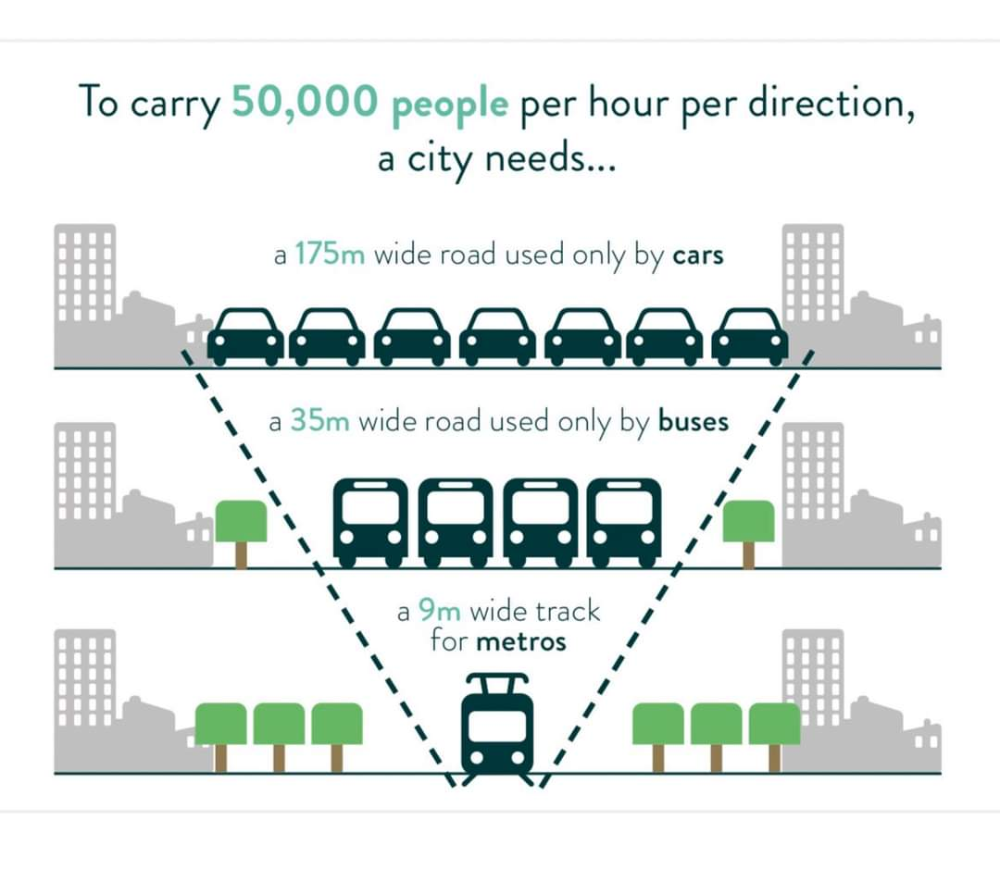 To carry 50,000 people per hour per direction,
a city needs...
a 175m wide road used only by cars
a 35m wide road used only by buses
a 9m wide track
for metros